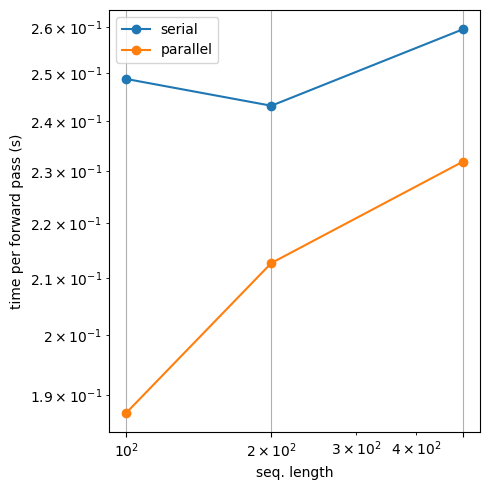 2.6 × 10⁻¹
2.5 × 10⁻¹
2.4 × 10⁻¹
2.3 × 10⁻¹
2.2 × 10⁻¹
2.1 × 10⁻¹
2 × 10⁻¹
1.9 × 10⁻¹
time per forward pass (s)
serial
parallel
10²
2 × 10²
3 × 10²
4 × 10²
seq. length